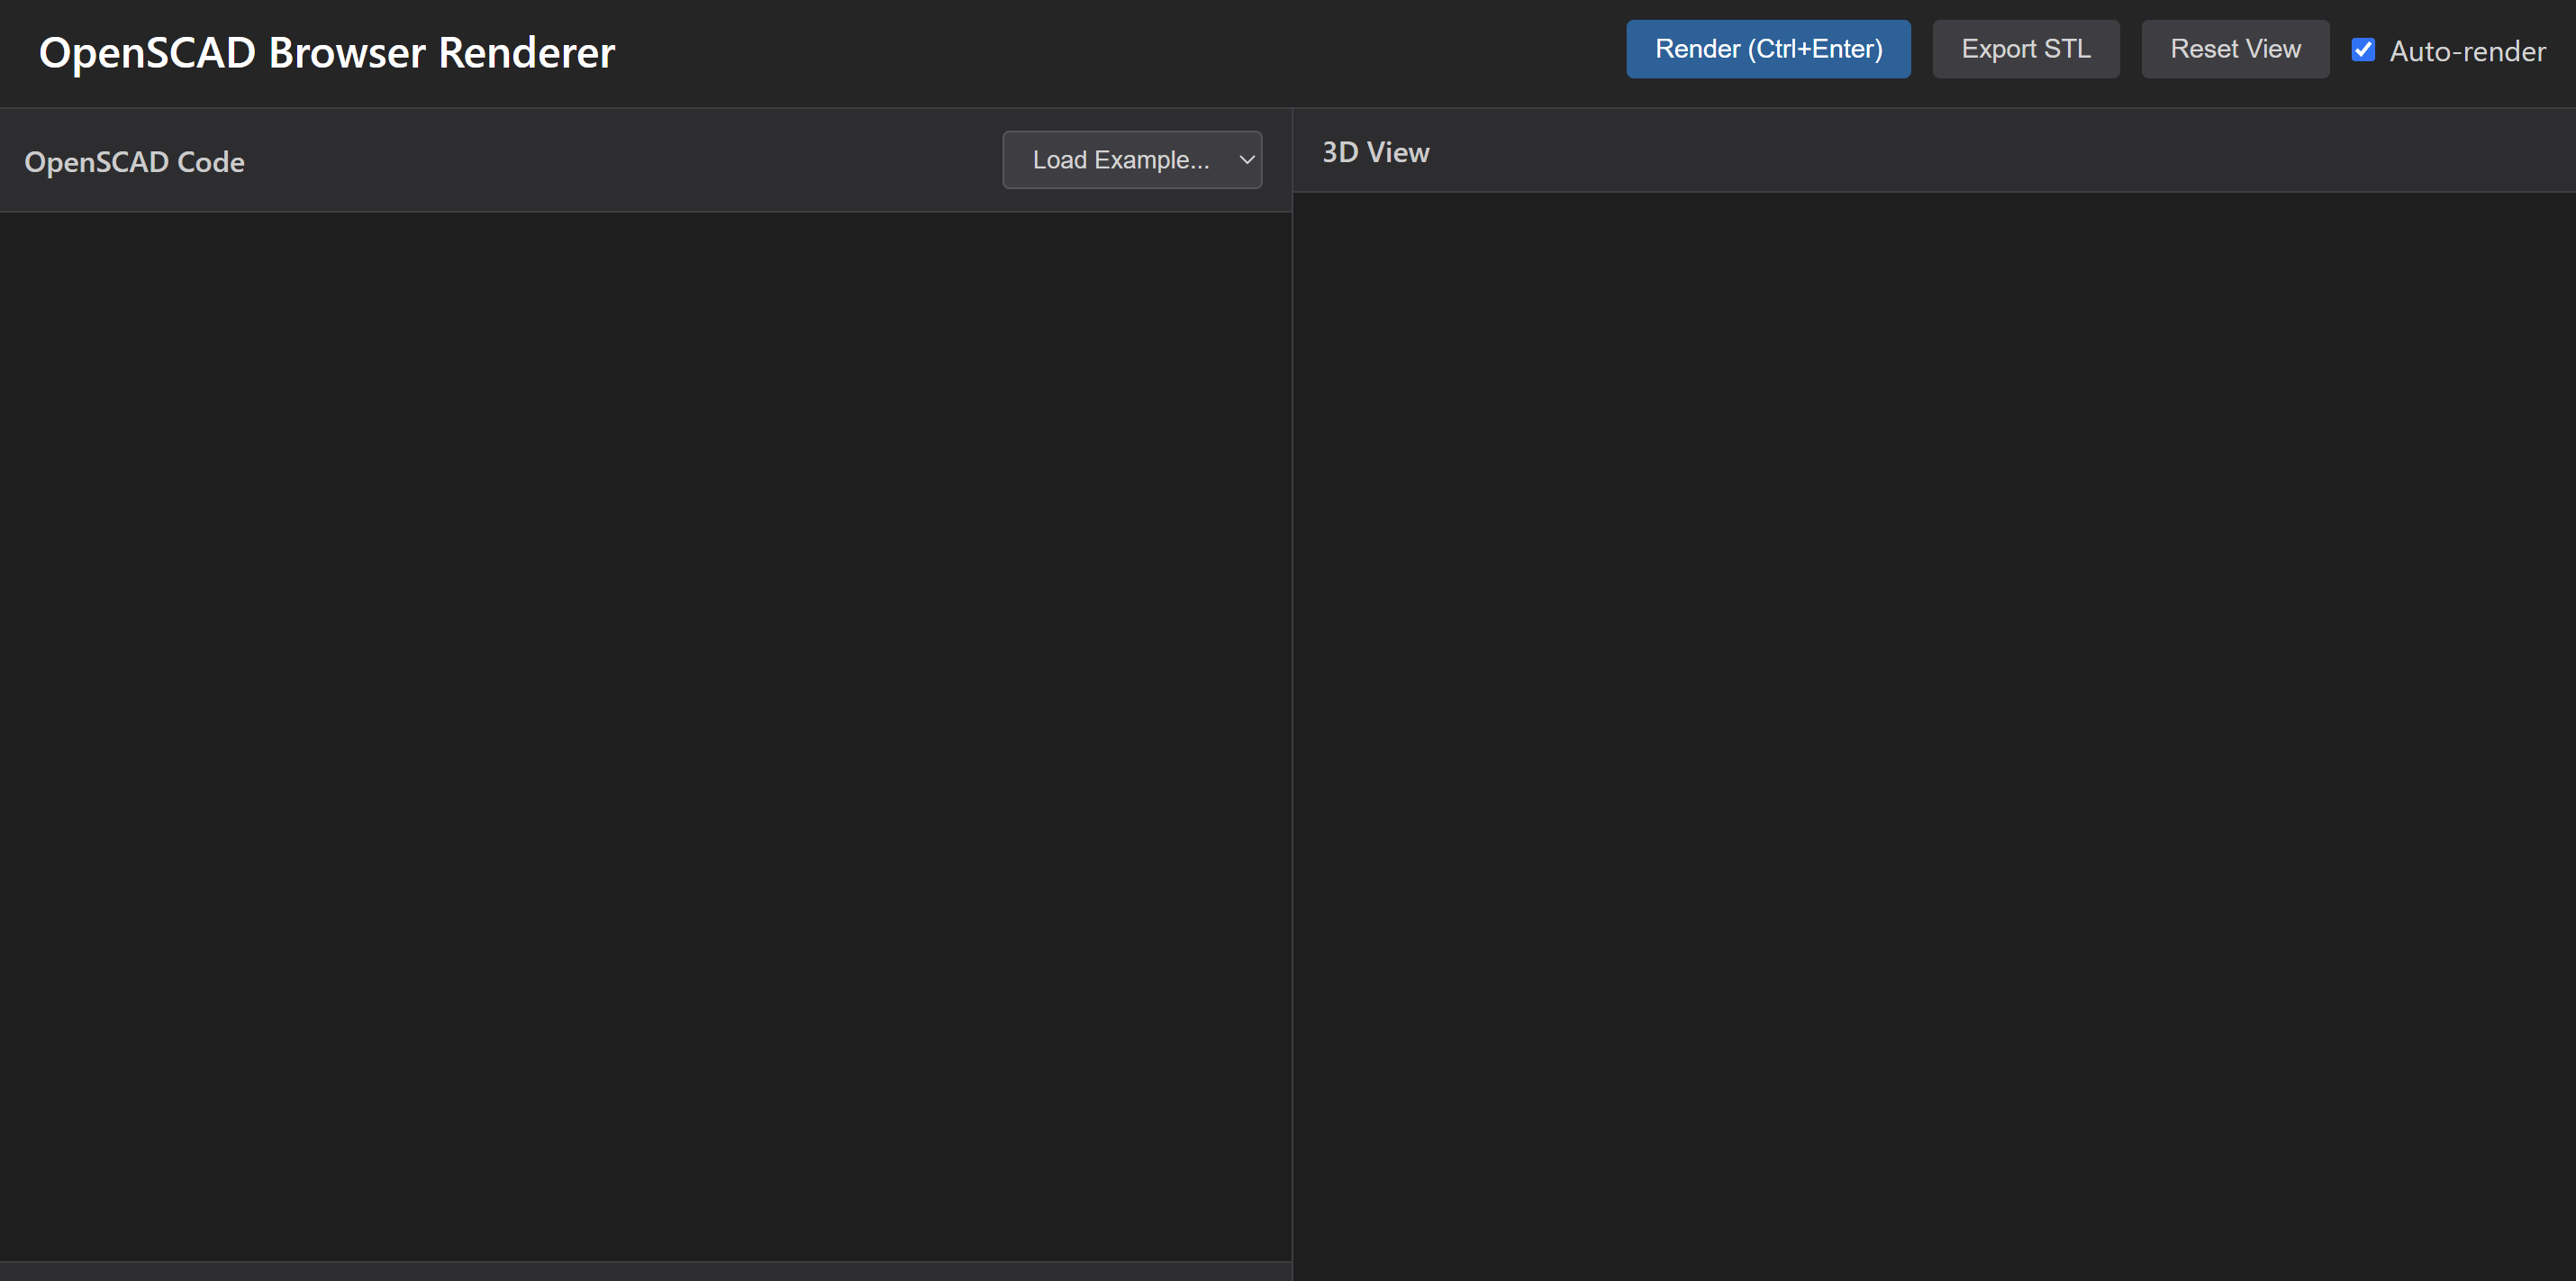 OpenSCAD Browser Renderer
Render (Ctrl+Enter)
Export STL
Reset View
Auto-render
OpenSCAD Code
Load Example...
3D View